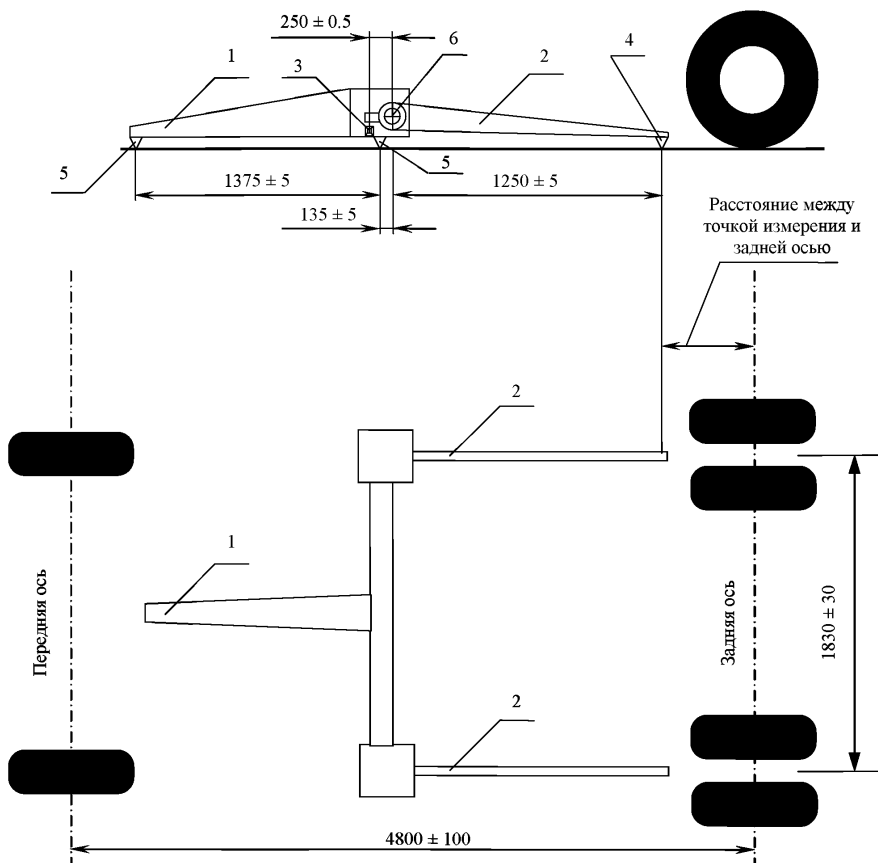 250 ± 0.5
1
3
6
2
4
5
5
1375 ± 5
1250 ± 5
135 ± 5
Расстояние между
точкой измерения и
задней осью
2
1
Передняя ось
Задняя ось
1830 ± 30
2
4800 ± 100